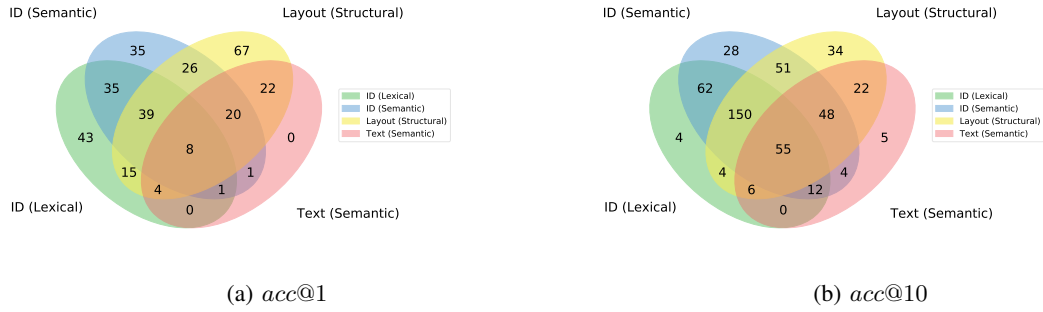 ID (Semantic)
Layout (Structural)
35
67
26
35
22
39
20
43
0
8
15
1
4
1
0
ID (Lexical)
Text (Semantic)
ID (Lexical)
ID (Semantic)
Layout (Structural)
Text (Semantic)
(a) acc@1
ID (Semantic)
Layout (Structural)
28
34
51
62
22
150
48
4
5
55
4
4
6
12
0
ID (Lexical)
Text (Semantic)
ID (Lexical)
ID (Semantic)
Layout (Structural)
Text (Semantic)
(b) acc@10